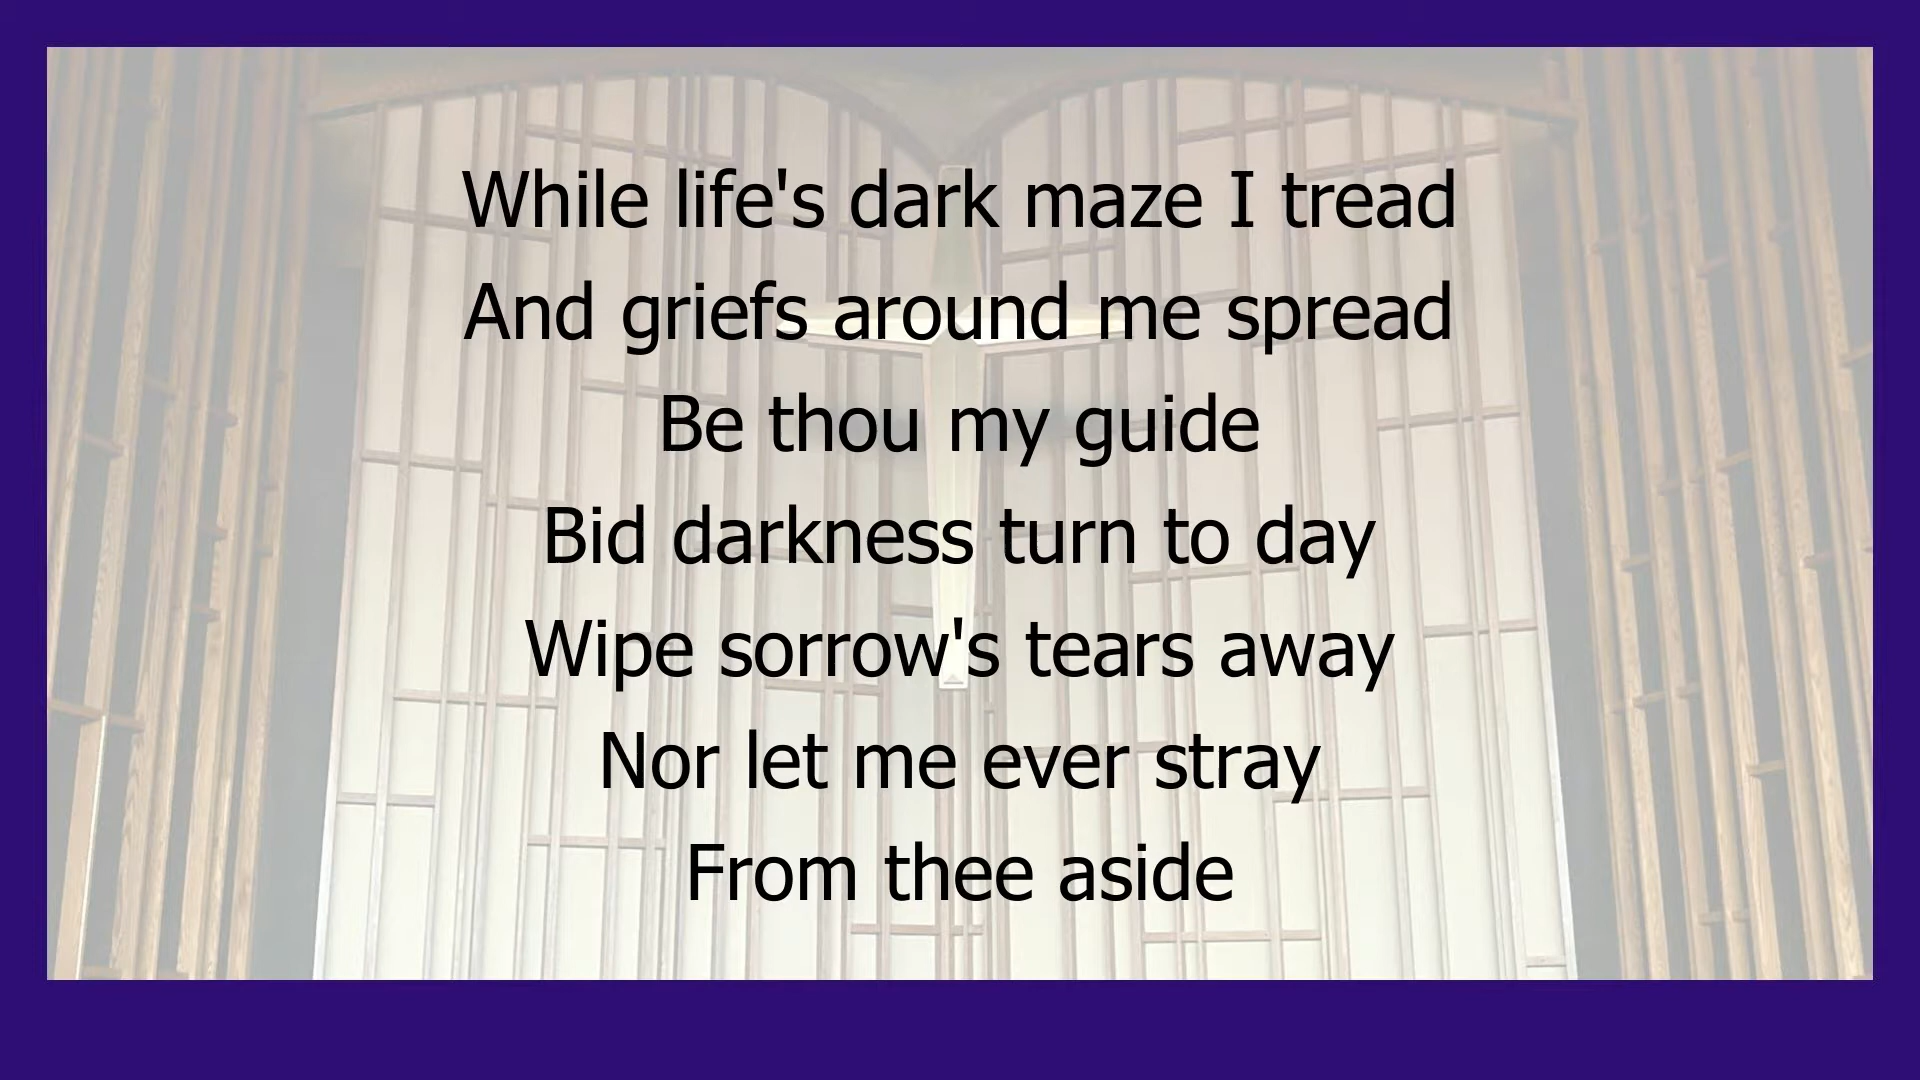 While life's dark maze I tread
And griefs around me spread
Be thou my guide
Bid darkness turn to day
Wipe sorrow's tears away
Nor let me ever stray
From thee aside